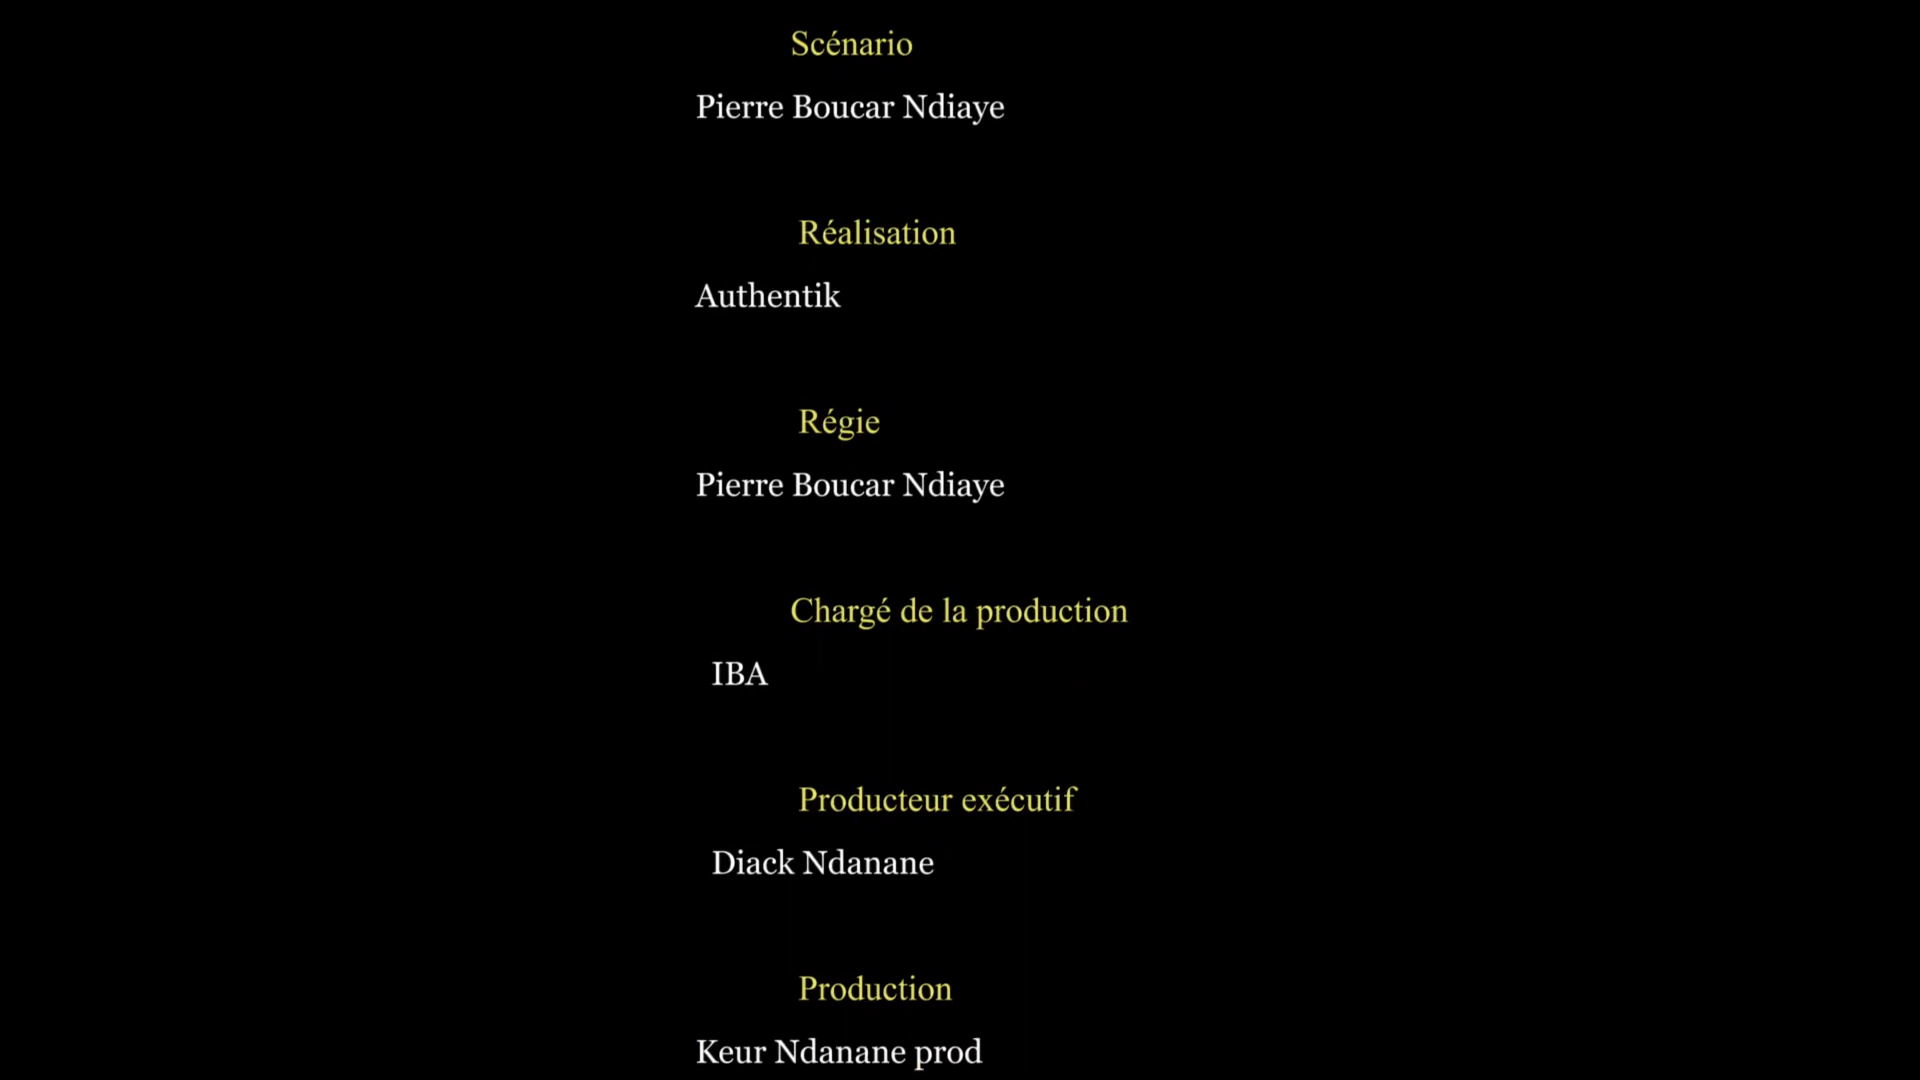 Scénario
Pierre Boucar Ndiaye
Réalisation
Authentik
Régie
Pierre Boucar Ndiaye
Chargé de la production
IBA
Producteur exécutif
Diack Ndanane
Production
Keur Ndanane prod